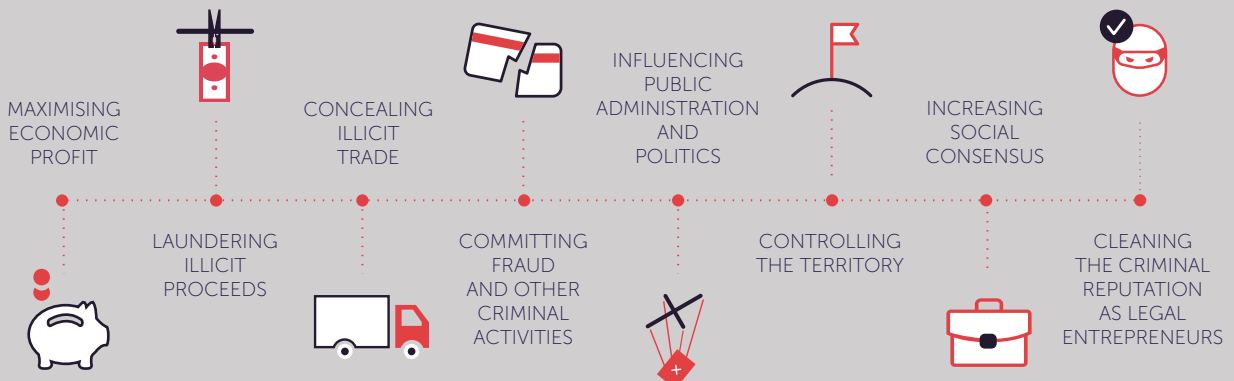 MAXIMISING
ECONOMIC
PROFIT
LAUNDERING
ILLICIT
PROCEEDS
CONCEALING
ILLICIT
TRADE
COMMITTING
FRAUD
AND OTHER
CRIMINAL
ACTIVITIES
INFLUENCING
PUBLIC
ADMINISTRATION
AND
POLITICS
CONTROLLING
THE TERRITORY
INCREASING
SOCIAL
CONSENSUS
CLEANING
THE CRIMINAL
REPUTATION
AS LEGAL
ENTREPRENEURS